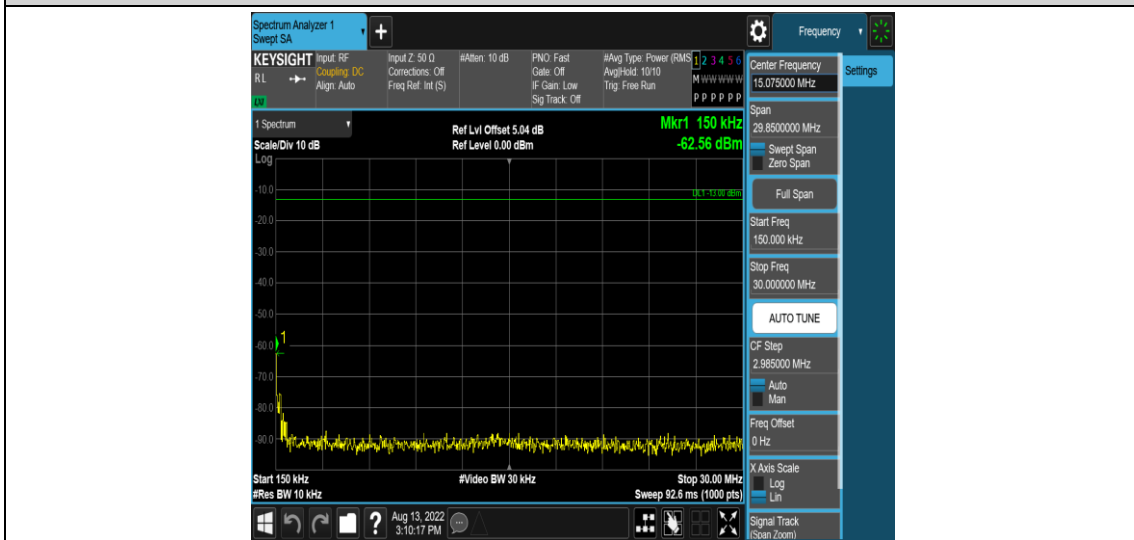 Spectrum Analyzer 1
Swept SA
+
Frequency
KEYSIGHT
RL
LXI
Input: RF
Coupling: DC
Align: Auto
Input Z: 50 Ω
Corrections: Off
Freq Ref: Int (S)
#Atten: 10 dB
PNO: Fast
Gate: Off
IF Gain: Low
Sig Track: Off
#Avg Type: Power (RMS
Avg|Hold: 10/10
Trig: Free Run
1 2 3 4 5 6
M W W W W W
P P P P P P
Center Frequency
15.075000 MHz
Settings
1 Spectrum
Scale/Div 10 dB
Ref Lvl Offset 5.04 dB
Ref Level 0.00 dBm
Mkr1 150 kHz
-62.56 dBm
Log
DL1 -13.00 dBm
-10.0
-20.0
-30.0
-40.0
-50.0
-60.0
-70.0
-80.0
-90.0
1
Start 150 kHz
#Res BW 10 kHz
#Video BW 30 kHz
Stop 30.00 MHz
Sweep 92.6 ms (1000 pts)
Span
29.8500000 MHz
Swept Span
Zero Span
Full Span
Start Freq
150.000 kHz
Stop Freq
30.000000 MHz
AUTO TUNE
CF Step
2.985000 MHz
Auto
Man
Freq Offset
0 Hz
X Axis Scale
Log
Lin
Signal Track
(Span Zoom)
?
Aug 13, 2022
3:10:17 PM